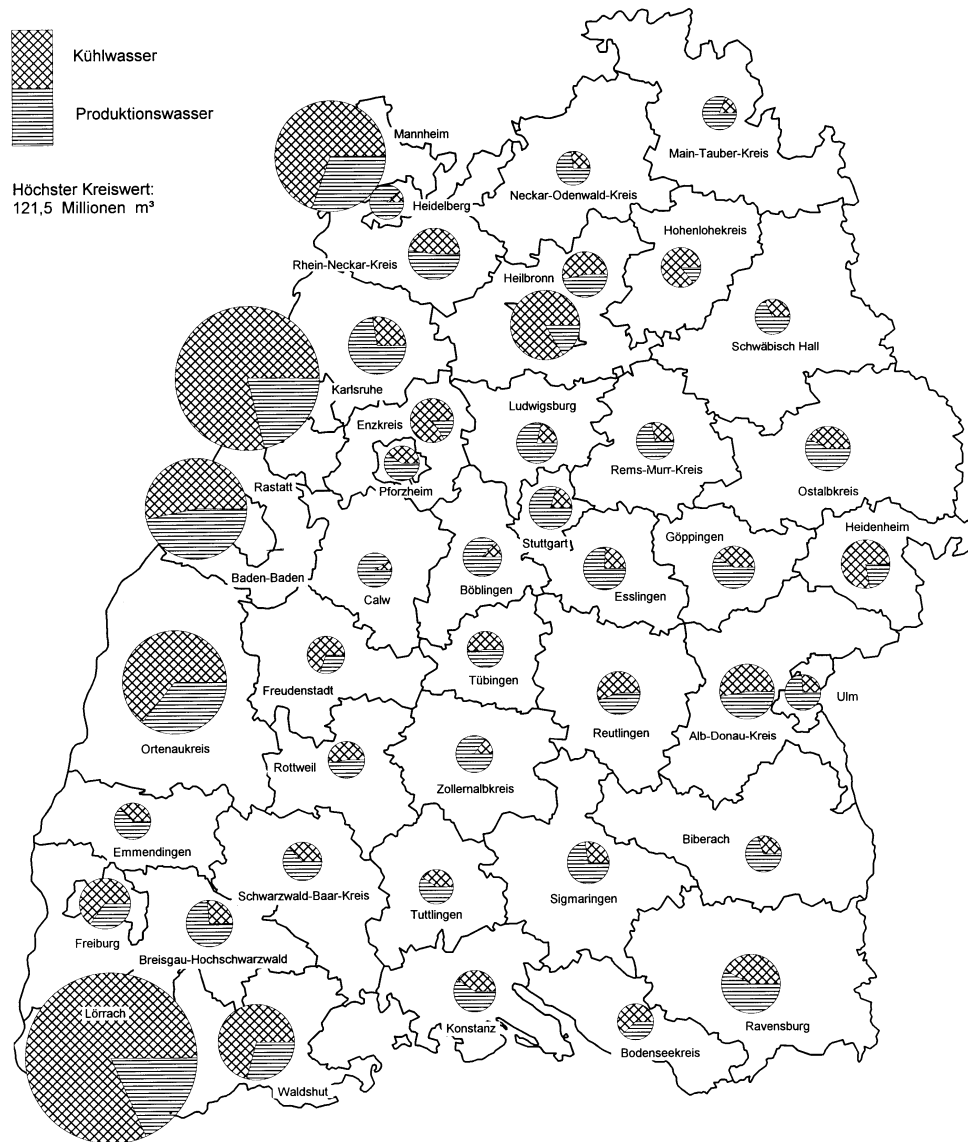 Kühlwasser
Produktionswasser
Höchster Kreiswert:
121,5 Millionen m³
Mannheim
Main-Tauber-Kreis
Neckar-Odenwald-Kreis
Heidelberg
Hohenlohekreis
Rhein-Neckar-Kreis
Heilbronn
Schwäbisch Hall
Karlsruhe
Ludwigsburg
Enzkreis
Rems-Murr-Kreis
Pforzheim
Rastatt
Ostalbkreis
Heidenheim
Stuttgart
Göppingen
Baden-Baden
Calw
Böblingen
Esslingen
Freudenstadt
Tübingen
Ulm
Reutlingen
Alb-Donau-Kreis
Ortenaukreis
Rottweil
Zollernalbkreis
Biberach
Emmendingen
Schwarzwald-Baar-Kreis
Tuttlingen
Sigmaringen
Freiburg
Breisgau-Hochschwarzwald
Lörrach
Konstanz
Ravensburg
Bodenseekreis
Waldshut